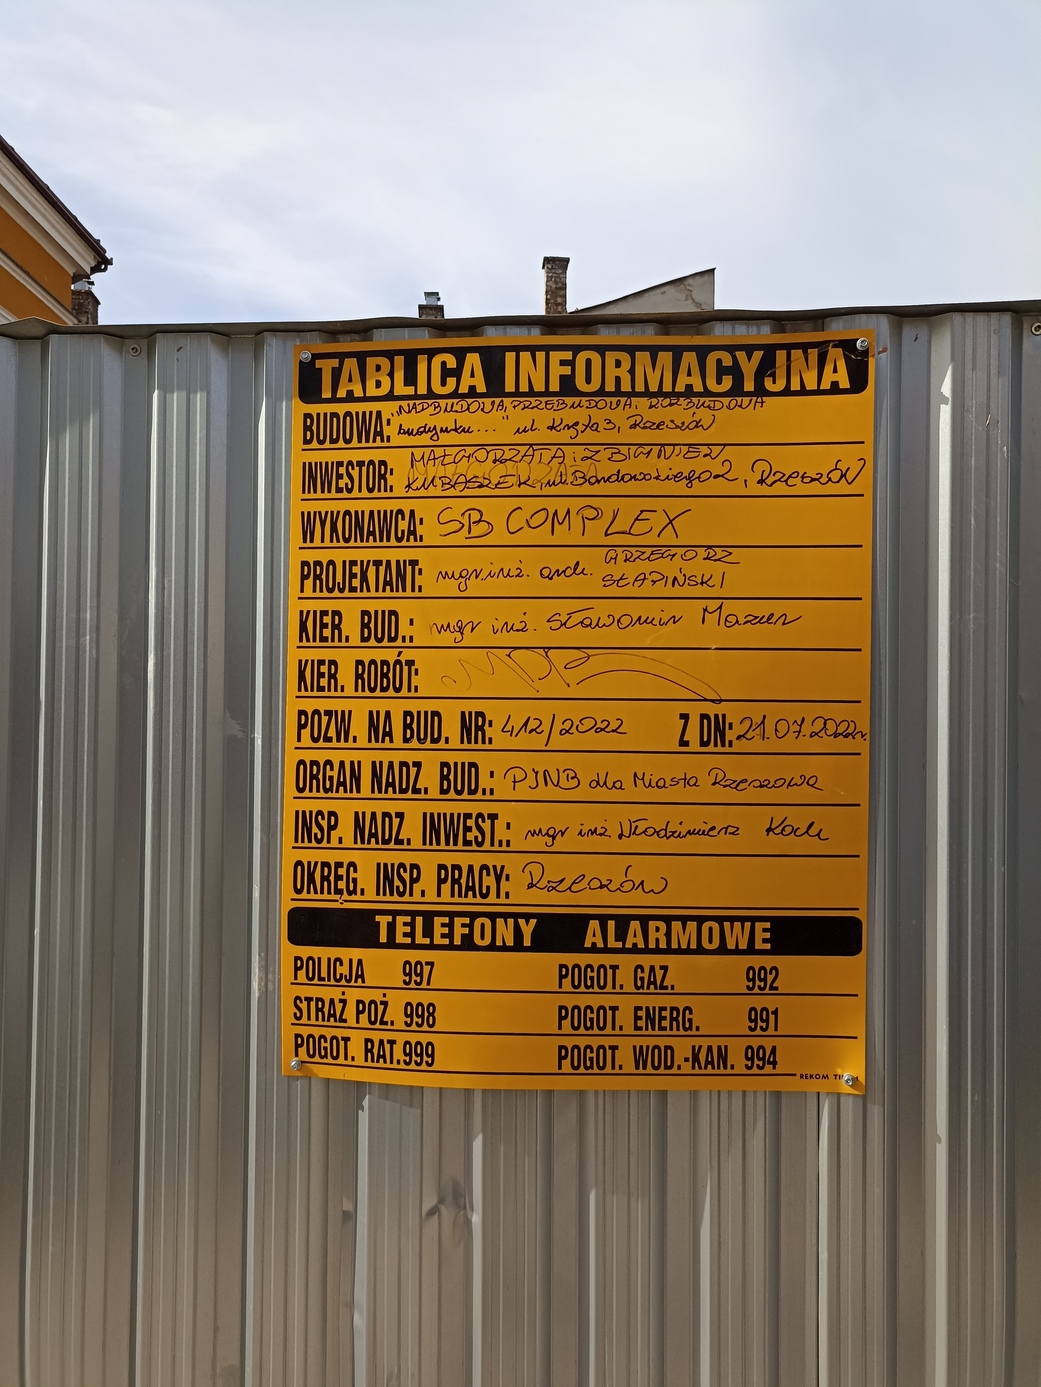 TABLICA INFORMACYJNA
"NADBUDOWA, PRZEBUDOWA i ROZBUDOWA
BUDOWA: budynku..." ul. Kręta 3, Rzeszów
MAŁGORZATA i ZBIGNIEW
INWESTOR: KUBASZEK, ul. 2, Rzeszów
WYKONAWCA: SB COMPLEX
GRZEGORZ
PROJEKTANT: mgr inż. arch. SŁAPIŃSKI
KIER. BUD.: mgr inż. Sławomir Mazur
KIER. ROBÓT:
POZW. NA BUD. NR: 412/2022 Z DN: 21.07.2022r.
ORGAN NADZ. BUD.: PINB dla Miasta Rzeszowa
INSP. NADZ. INWEST.: mgr inż. Włodzimierz Koch
OKRĘG. INSP. PRACY: Rzeszów
TELEFONY ALARMOWE
POLICJA 997 POGOT. GAZ. 992
STRAŻ POŻ. 998 POGOT. ENERG. 991
POGOT. RAT. 999 POGOT. WOD.-KAN. 994
REKOM